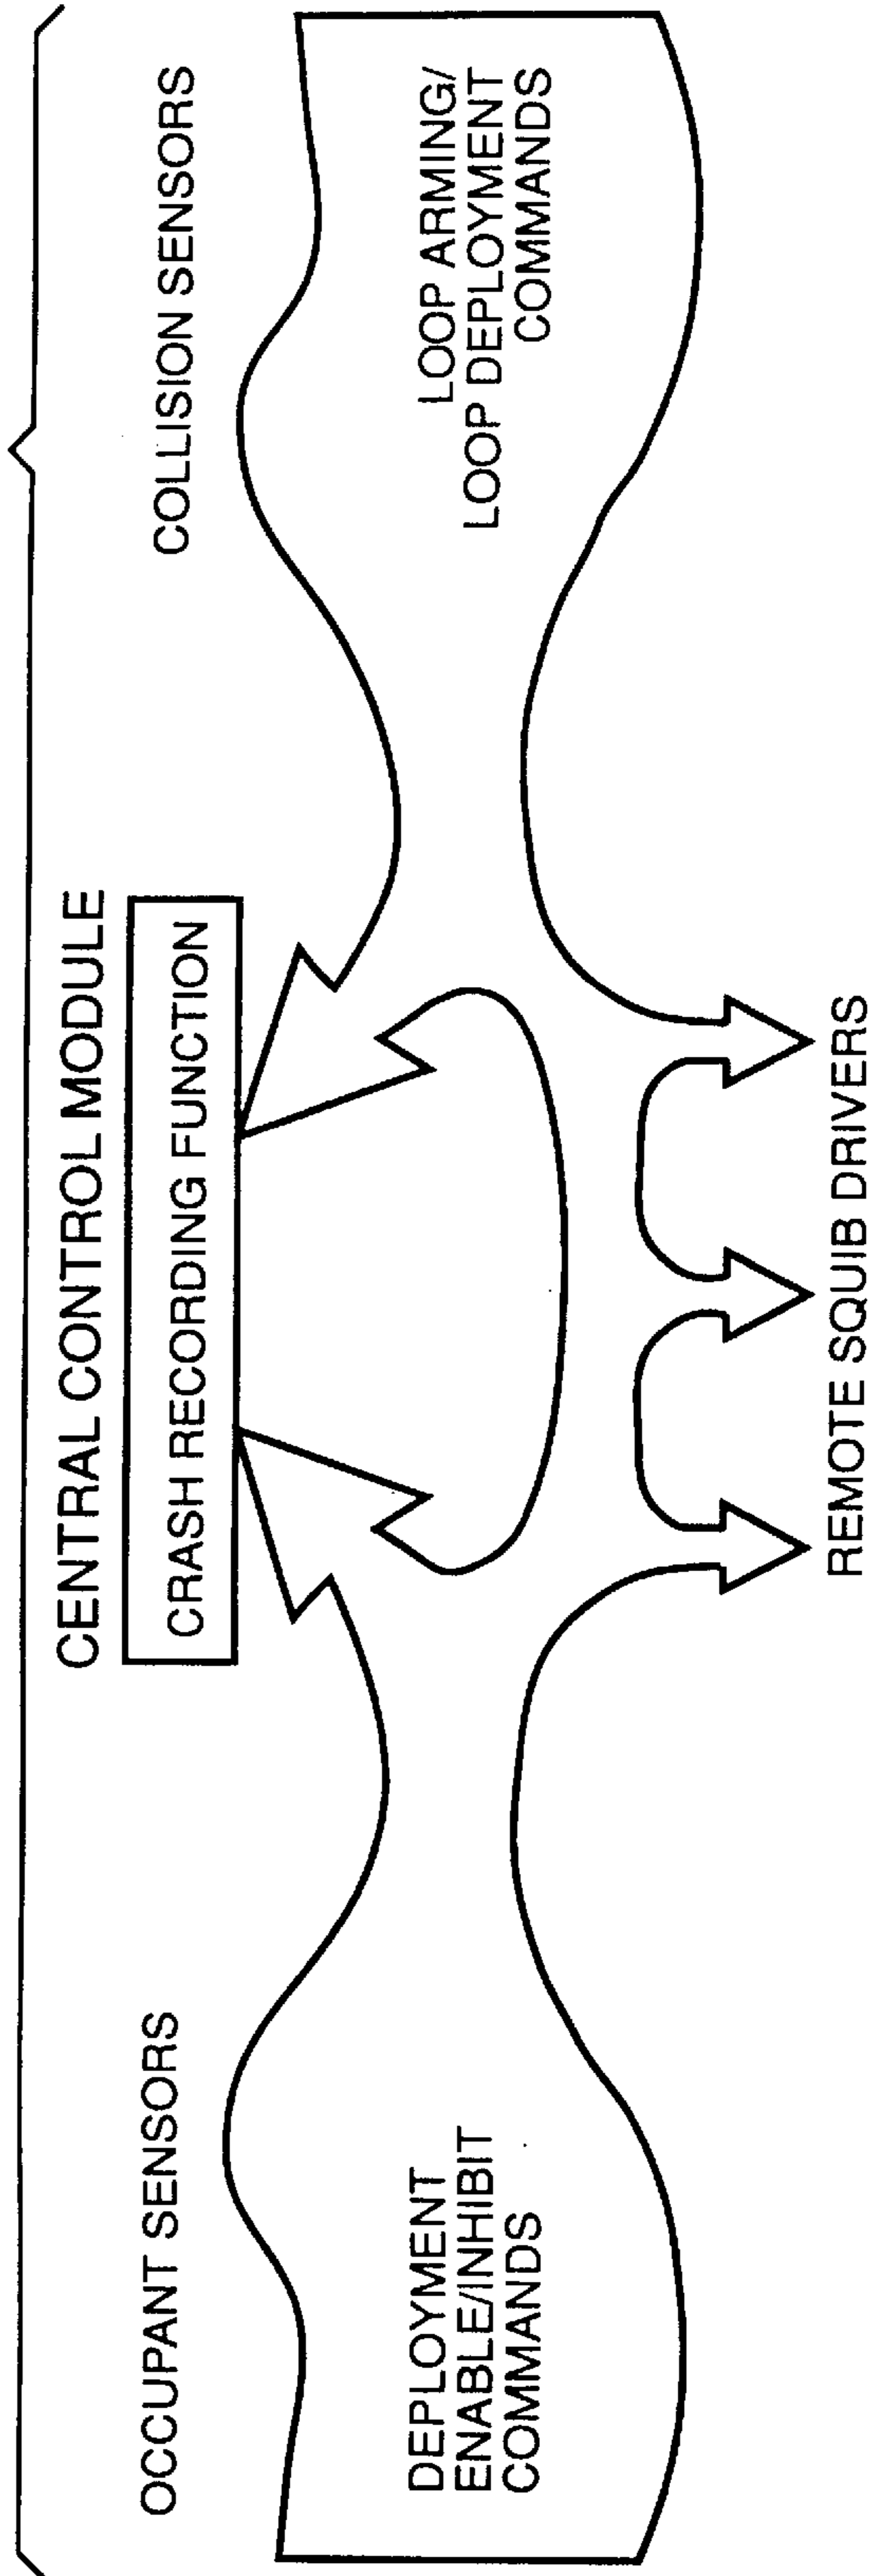 CENTRAL CONTROL MODULE
CRASH RECORDING FUNCTION
OCCUPANT SENSORS
COLLISION SENSORS
DEPLOYMENT
ENABLE/INHIBIT
COMMANDS
LOOP ARMING/
LOOP DEPLOYMENT
COMMANDS
REMOTE SQUIB DRIVERS